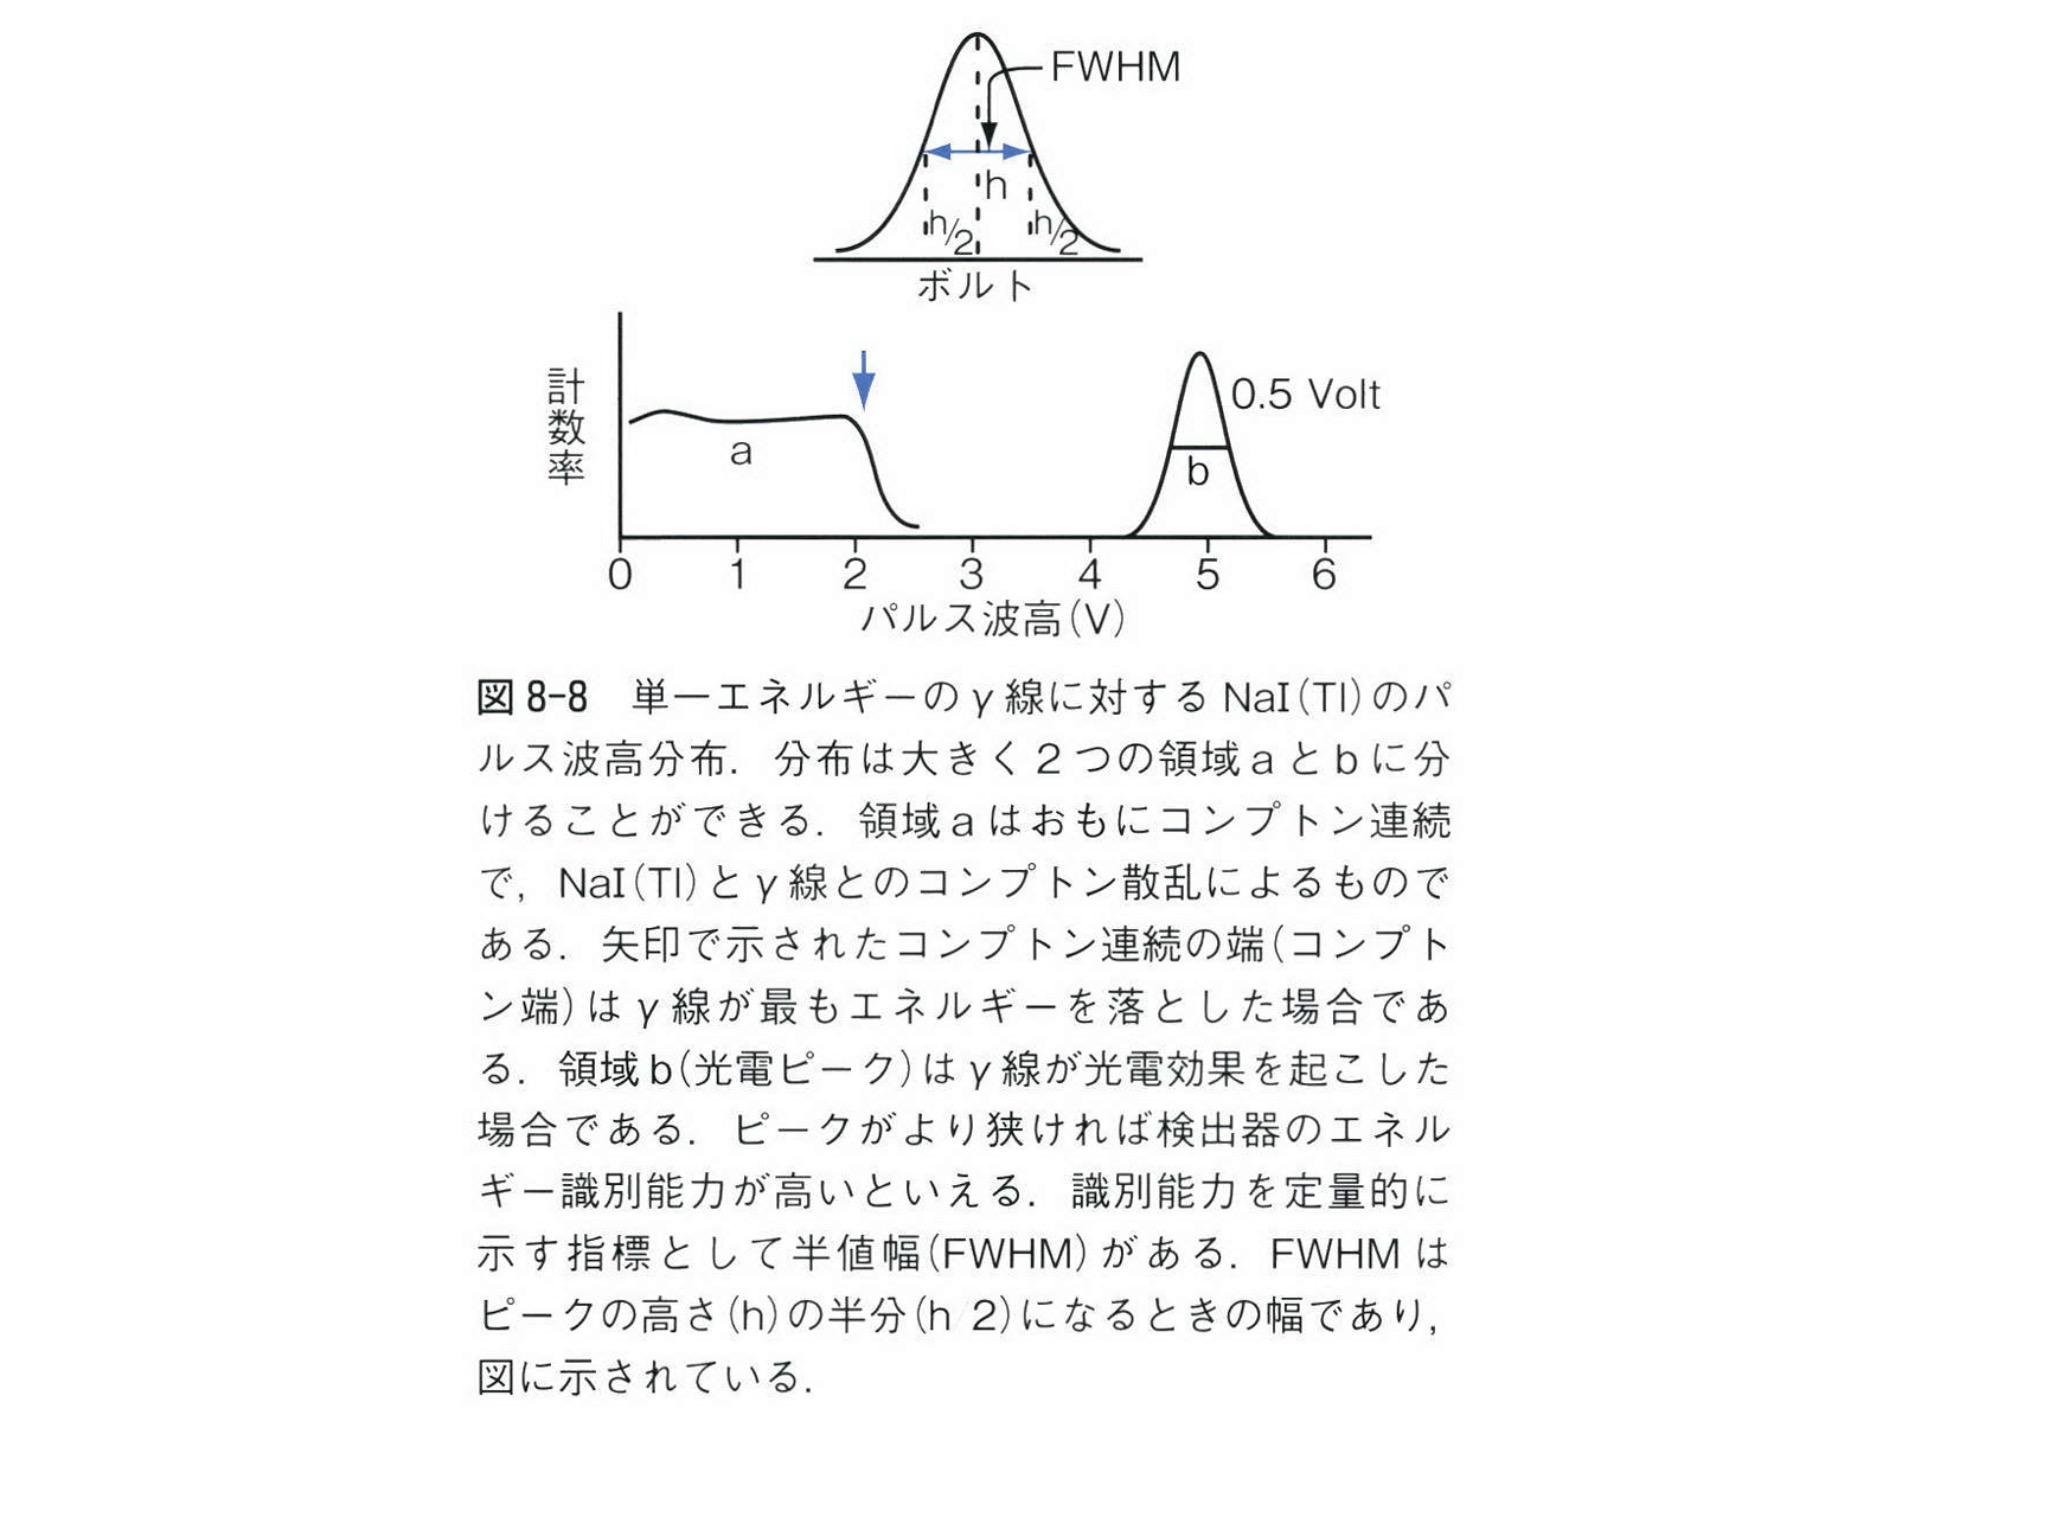 FWHM
h
h/2
h/2
ボルト
計数率
0.5 Volt
a
b
0 1 2 3 4 5 6
パルス波高(V)
図8-8　単一エネルギーのγ線に対するNaI(Tl)のパ
ルス波高分布．分布は大きく2つの領域aとbに分
けることができる．領域aはおもにコンプトン連続
で，NaI(Tl)とγ線とのコンプトン散乱によるもので
ある．矢印で示されたコンプトン連続の端(コンプト
ン端)はγ線が最もエネルギーを落とした場合であ
る．領域b(光電ピーク)はγ線が光電効果を起こした
場合である．ピークがより狭ければ検出器のエネル
ギー識別能力が高いといえる．識別能力を定量的に
示す指標として半値幅(FWHM)がある．FWHMは
ピークの高さ(h)の半分(h/2)になるときの幅であり，
図に示されている．